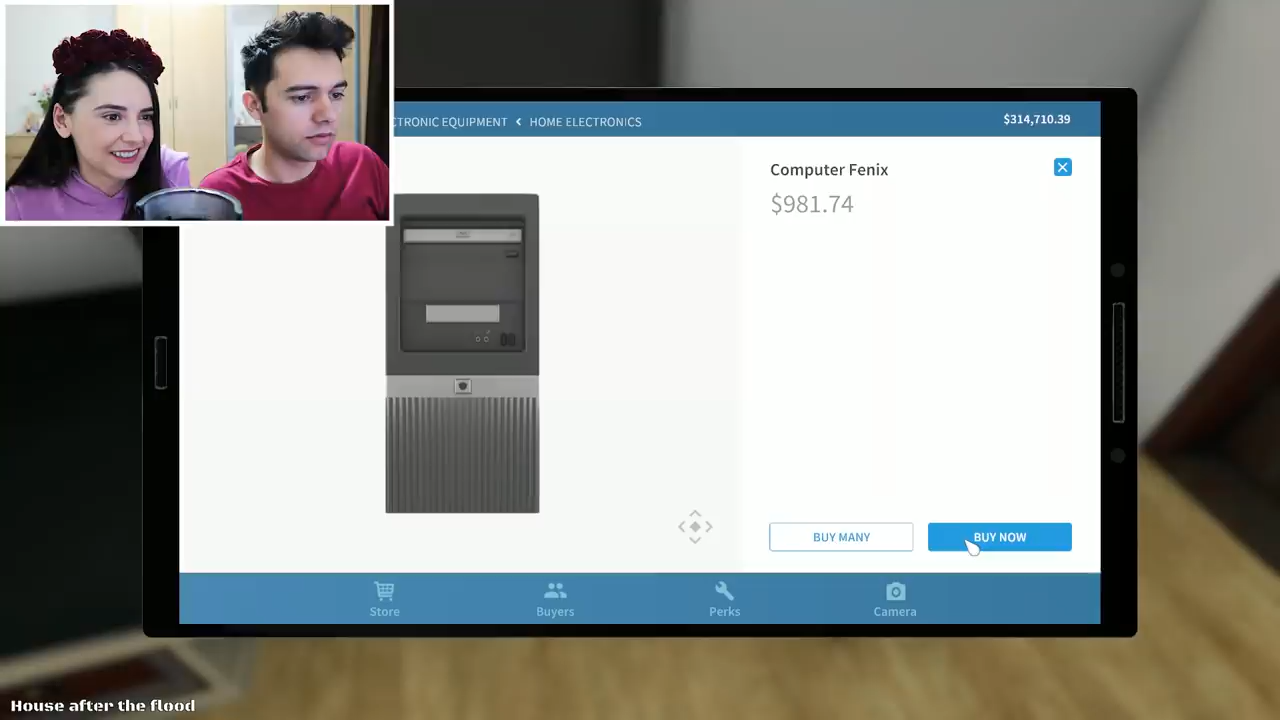 CTRONIC EQUIPMENT < HOME ELECTRONICS
$314,710.39
Computer Fenix
$981.74
BUY MANY
BUY NOW
Store
Buyers
Perks
Camera
House after the flood